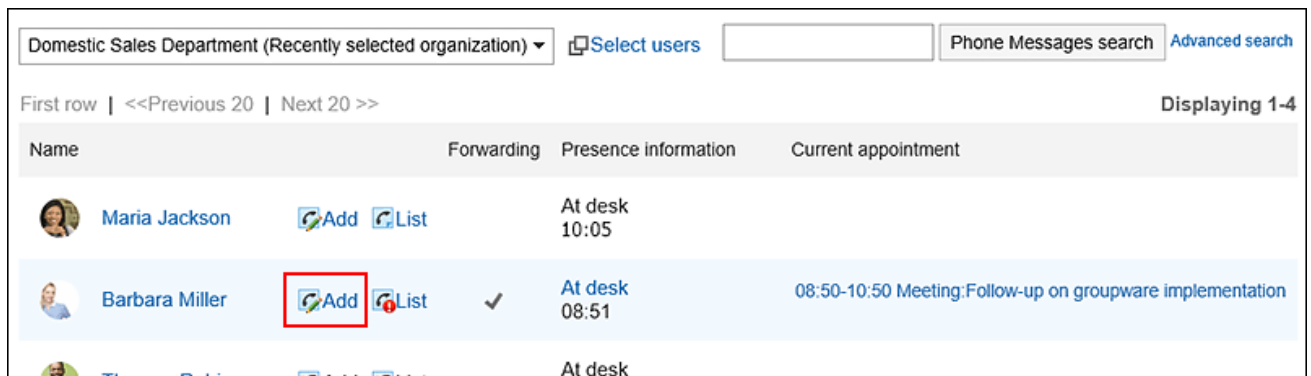 Domestic Sales Department (Recently selected organization) Select users Phone Messages search Advanced search
First row | <<Previous 20 | Next 20 >> Displaying 1-4
Name Forwarding Presence information Current appointment
Maria Jackson Add List At desk
10:05
Barbara Miller Add List At desk 08:50-10:50 Meeting:Follow-up on groupware implementation
08:51
At desk